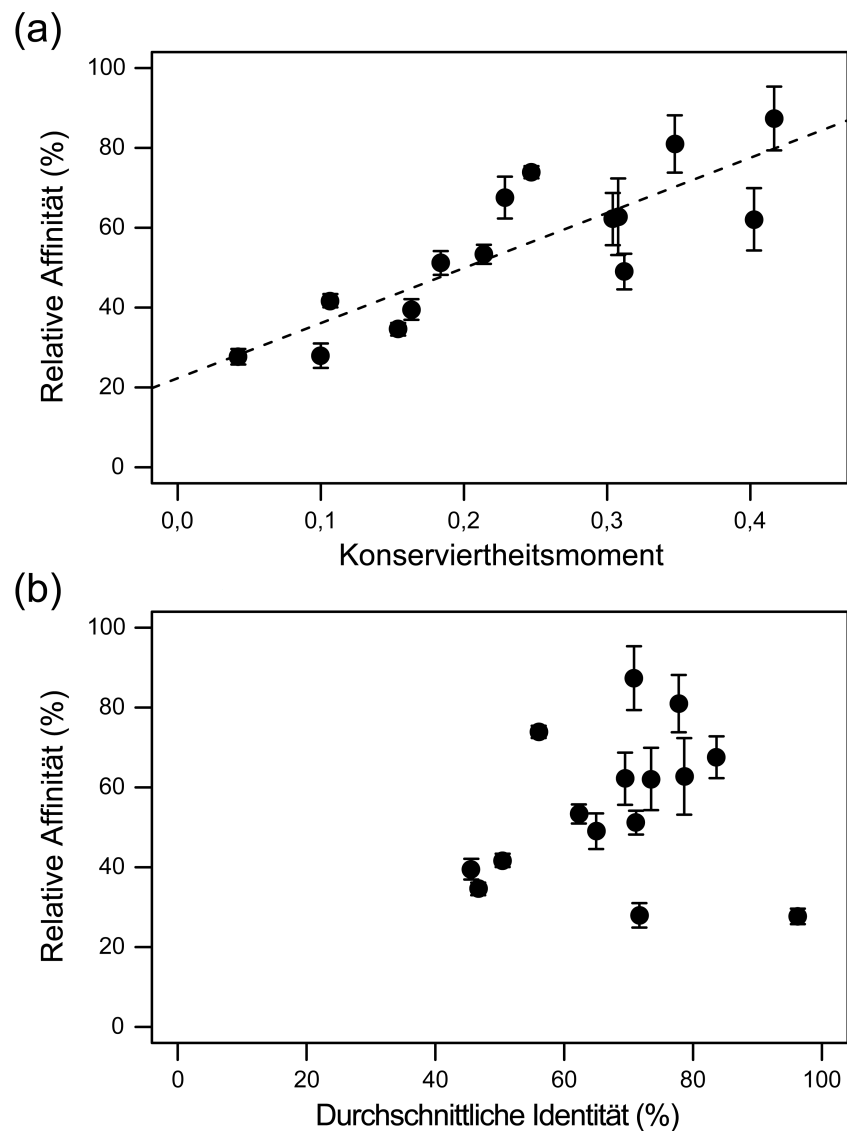 (a)
100
80
60
40
20
0
Relative Affinität (%)
0,0 0,1 0,2 0,3 0,4
Konserviertheitsmoment
(b)
100
80
60
40
20
0
Relative Affinität (%)
0 20 40 60 80 100
Durchschnittliche Identität (%)